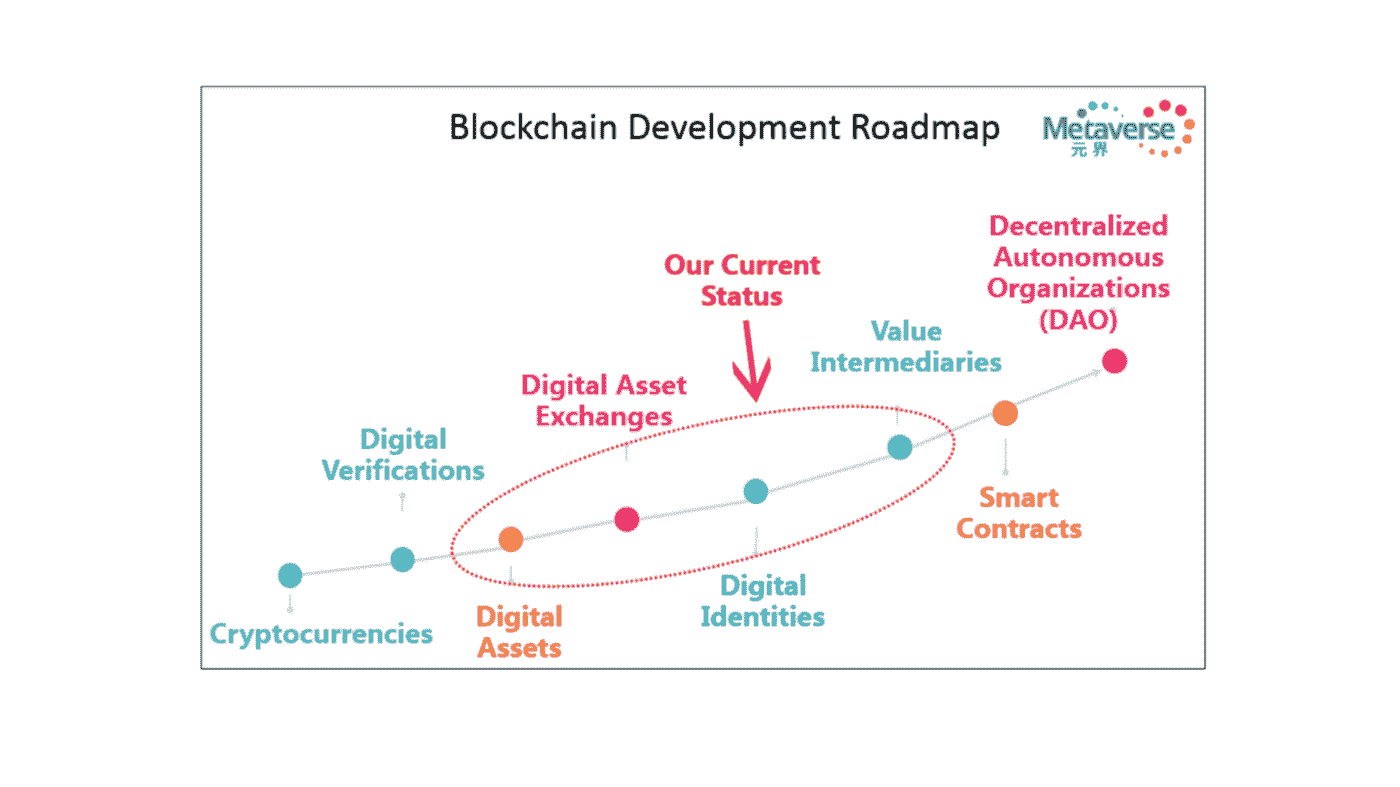 Blockchain Development Roadmap
Metaverse
元界
Decentralized
Autonomous
Organizations
(DAO)
Our Current
Status
Value
Intermediaries
Digital Asset
Exchanges
Digital
Verifications
Smart
Contracts
Digital
Identities
Digital
Assets
Cryptocurrencies